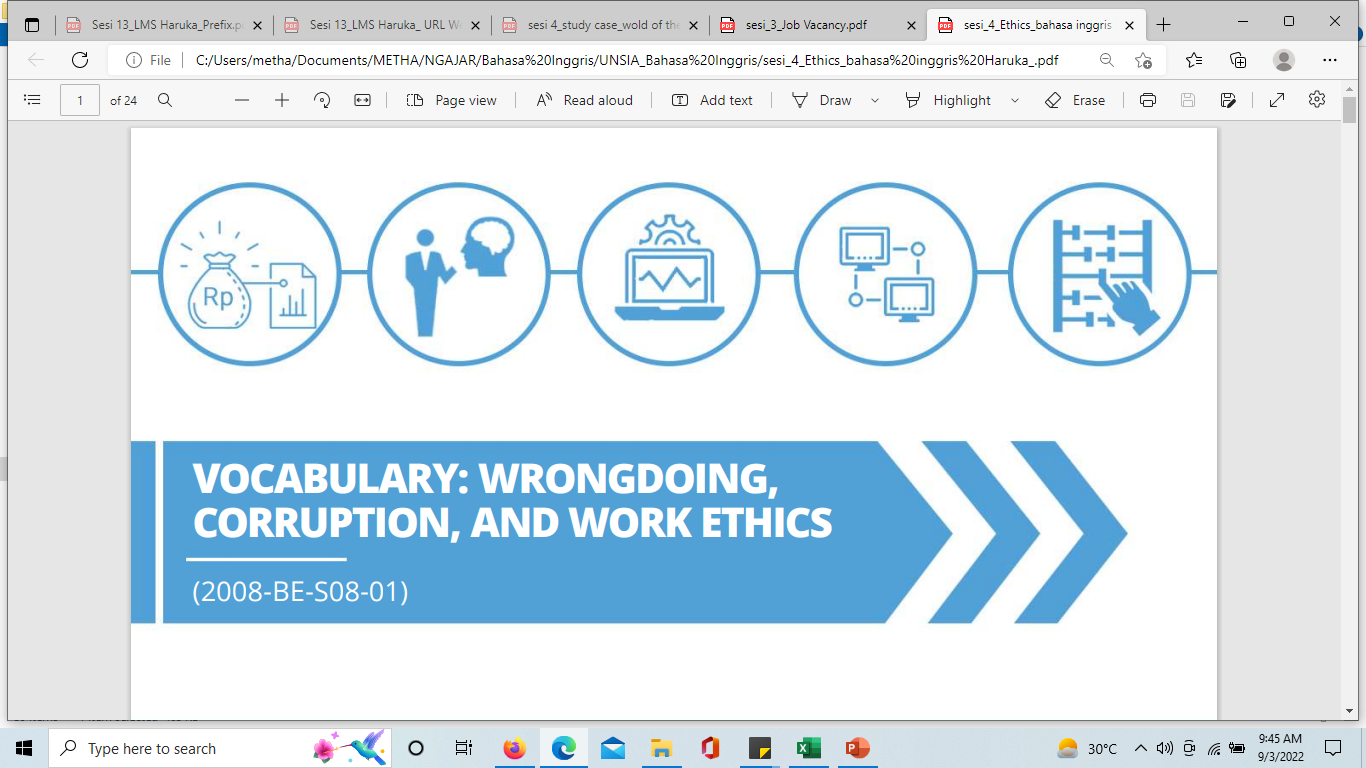 Sesi 13_LMS Haruka_Prefix.p
Sesi 13_LMS Haruka_ URL W
sesi 4_study case_wold of the
sesi_3_Job Vacancy.pdf
sesi_4_Ethics_bahasa inggris
File
C:/Users/metha/Documents/METHA/NGAJAR/Bahasa%20Inggris/UNSIA_Bahasa%20Inggris/sesi_4_Ethics_bahasa%20inggris%20Haruka_.pdf
1 of 24
Page view
Read aloud
Add text
Draw
Highlight
Erase
Rp
VOCABULARY: WRONGDOING,
CORRUPTION, AND WORK ETHICS
(2008-BE-S08-01)
Type here to search
30°C
9:45 AM
9/3/2022